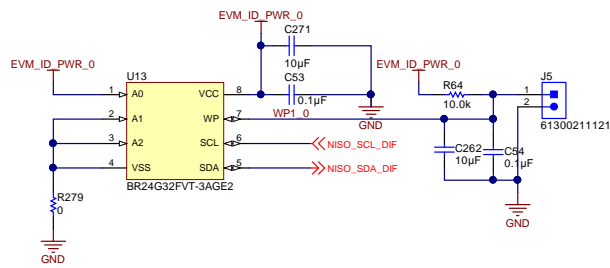 EVM_ID_PWR_0
C271
10µF
EVM_ID_PWR_0
EVM_ID_PWR_0
U13
C53
0.1µF
R64
10.0k
J5
1 A0 VCC 8
2 A1 WP 7 WP1_0
3 A2 SCL 6 NISO_SCL_DIF
4 VSS SDA 5 NISO_SDA_DIF
BR24G32FVT-3AGE2
GND
1
2
61300211121
C262
10µF
C54
0.1µF
R279
0
GND
GND